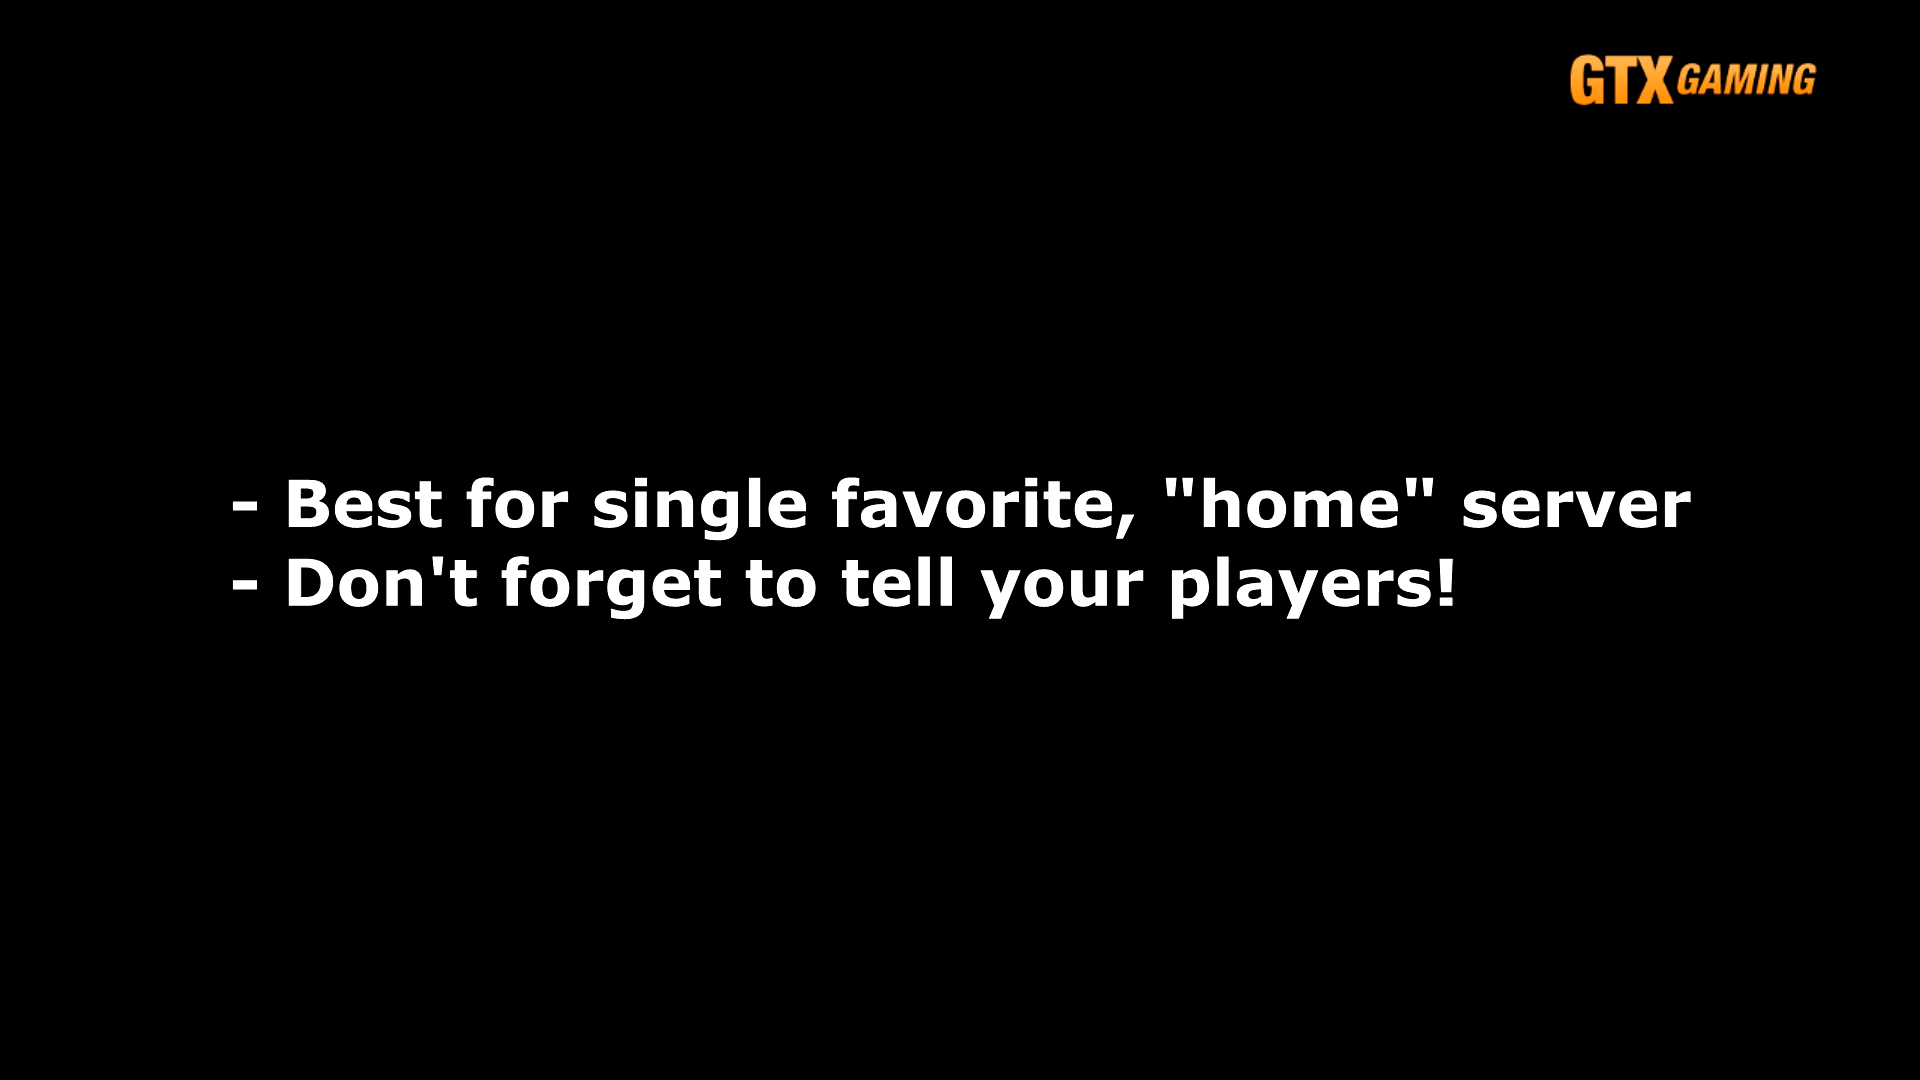 GTX GAMING
- Best for single favorite, "home" server
- Don't forget to tell your players!